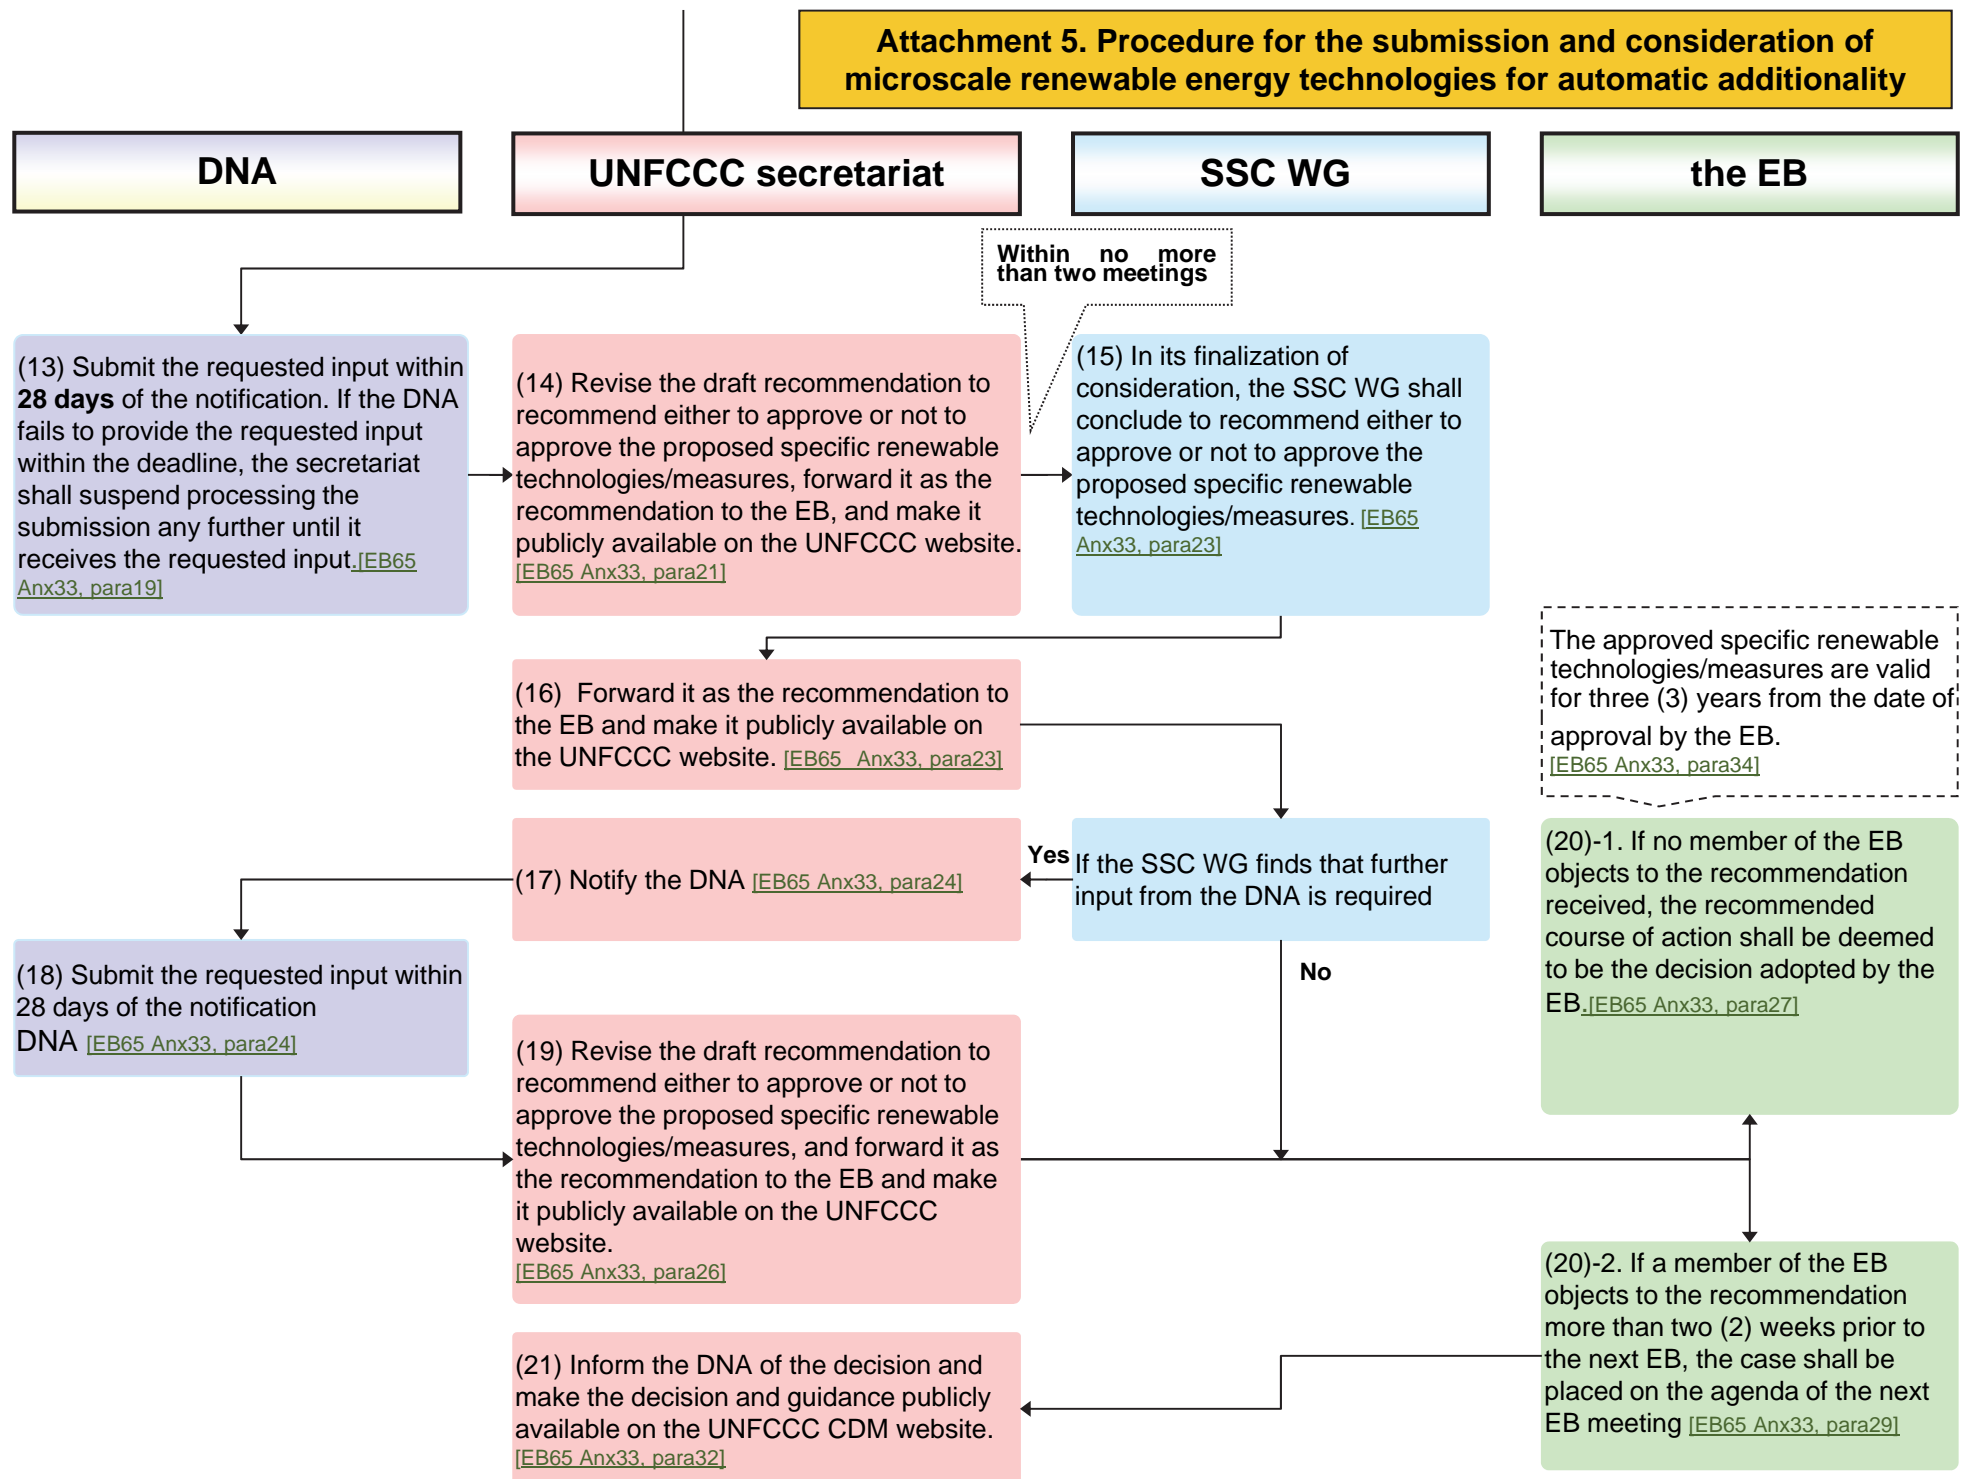 Attachment 5. Procedure for the submission and consideration of
microscale renewable energy technologies for automatic additionality
DNA
UNFCCC secretariat
SSC WG
the EB
Within no more
than two meetings
(13) Submit the requested input within
28 days of the notification. If the DNA
fails to provide the requested input
within the deadline, the secretariat
shall suspend processing the
submission any further until it
receives the requested input.[EB65
Anx33, para19]
(14) Revise the draft recommendation to
recommend either to approve or not to
approve the proposed specific renewable
technologies/measures, forward it as the
recommendation to the EB, and make it
publicly available on the UNFCCC website.
[EB65 Anx33, para21]
(15) In its finalization of
consideration, the SSC WG shall
conclude to recommend either to
approve or not to approve the
proposed specific renewable
technologies/measures. [EB65
Anx33, para23]
(16) Forward it as the recommendation to
the EB and make it publicly available on
the UNFCCC website. [EB65 Anx33, para23]
The approved specific renewable
technologies/measures are valid
for three (3) years from the date of
approval by the EB.
[EB65 Anx33, para34]
(17) Notify the DNA [EB65 Anx33, para24]
Yes
If the SSC WG finds that further
input from the DNA is required
No
(18) Submit the requested input within
28 days of the notification
DNA [EB65 Anx33, para24]
(19) Revise the draft recommendation to
recommend either to approve or not to
approve the proposed specific renewable
technologies/measures, and forward it as
the recommendation to the EB and make
it publicly available on the UNFCCC
website.
[EB65 Anx33, para26]
(20)-1. If no member of the EB
objects to the recommendation
received, the recommended
course of action shall be deemed
to be the decision adopted by the
EB.[EB65 Anx33, para27]
(20)-2. If a member of the EB
objects to the recommendation
more than two (2) weeks prior to
the next EB, the case shall be
placed on the agenda of the next
EB meeting [EB65 Anx33, para29]
(21) Inform the DNA of the decision and
make the decision and guidance publicly
available on the UNFCCC CDM website.
[EB65 Anx33, para32]